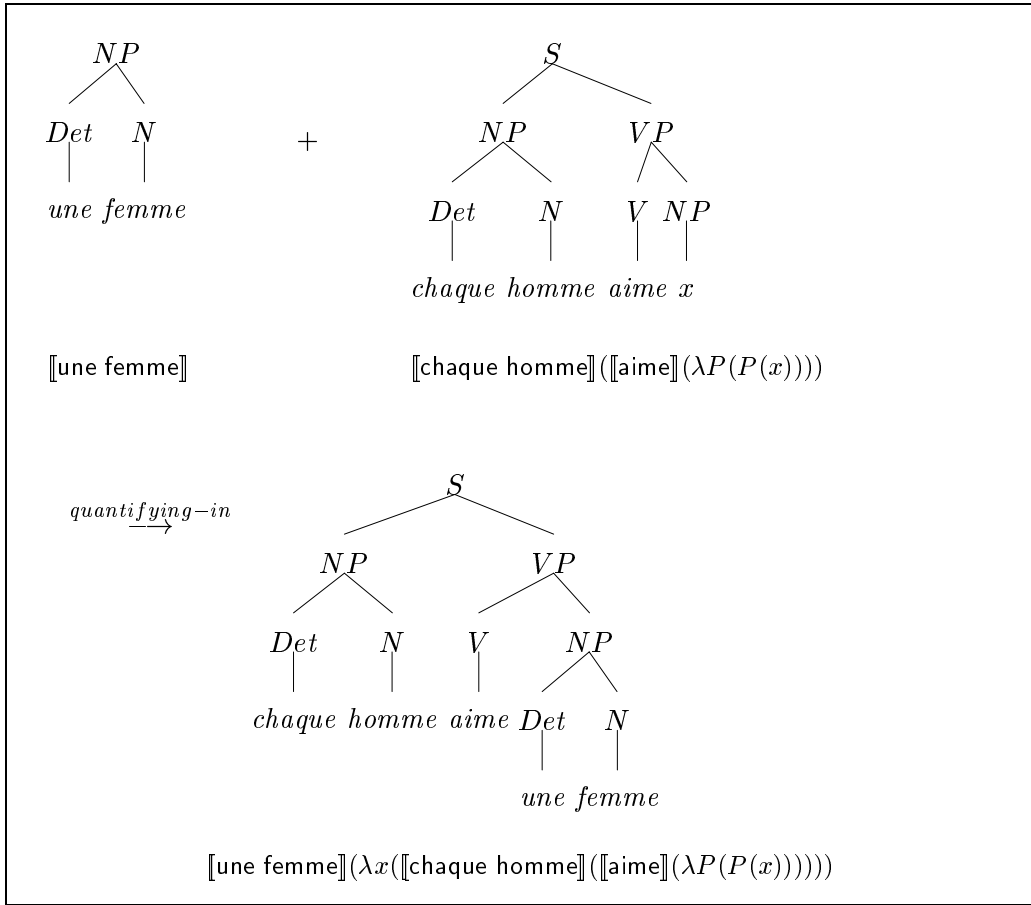 NP S
Det N + NP VP
une femme Det N V NP
chaque homme aime x
⟦une femme⟧ ⟦chaque homme⟧(⟦aime⟧(λP(P(x))))
S
quantifying−in
→
NP VP
Det N V NP
chaque homme aime Det N
une femme
⟦une femme⟧(λx(⟦chaque homme⟧(⟦aime⟧(λP(P(x))))))